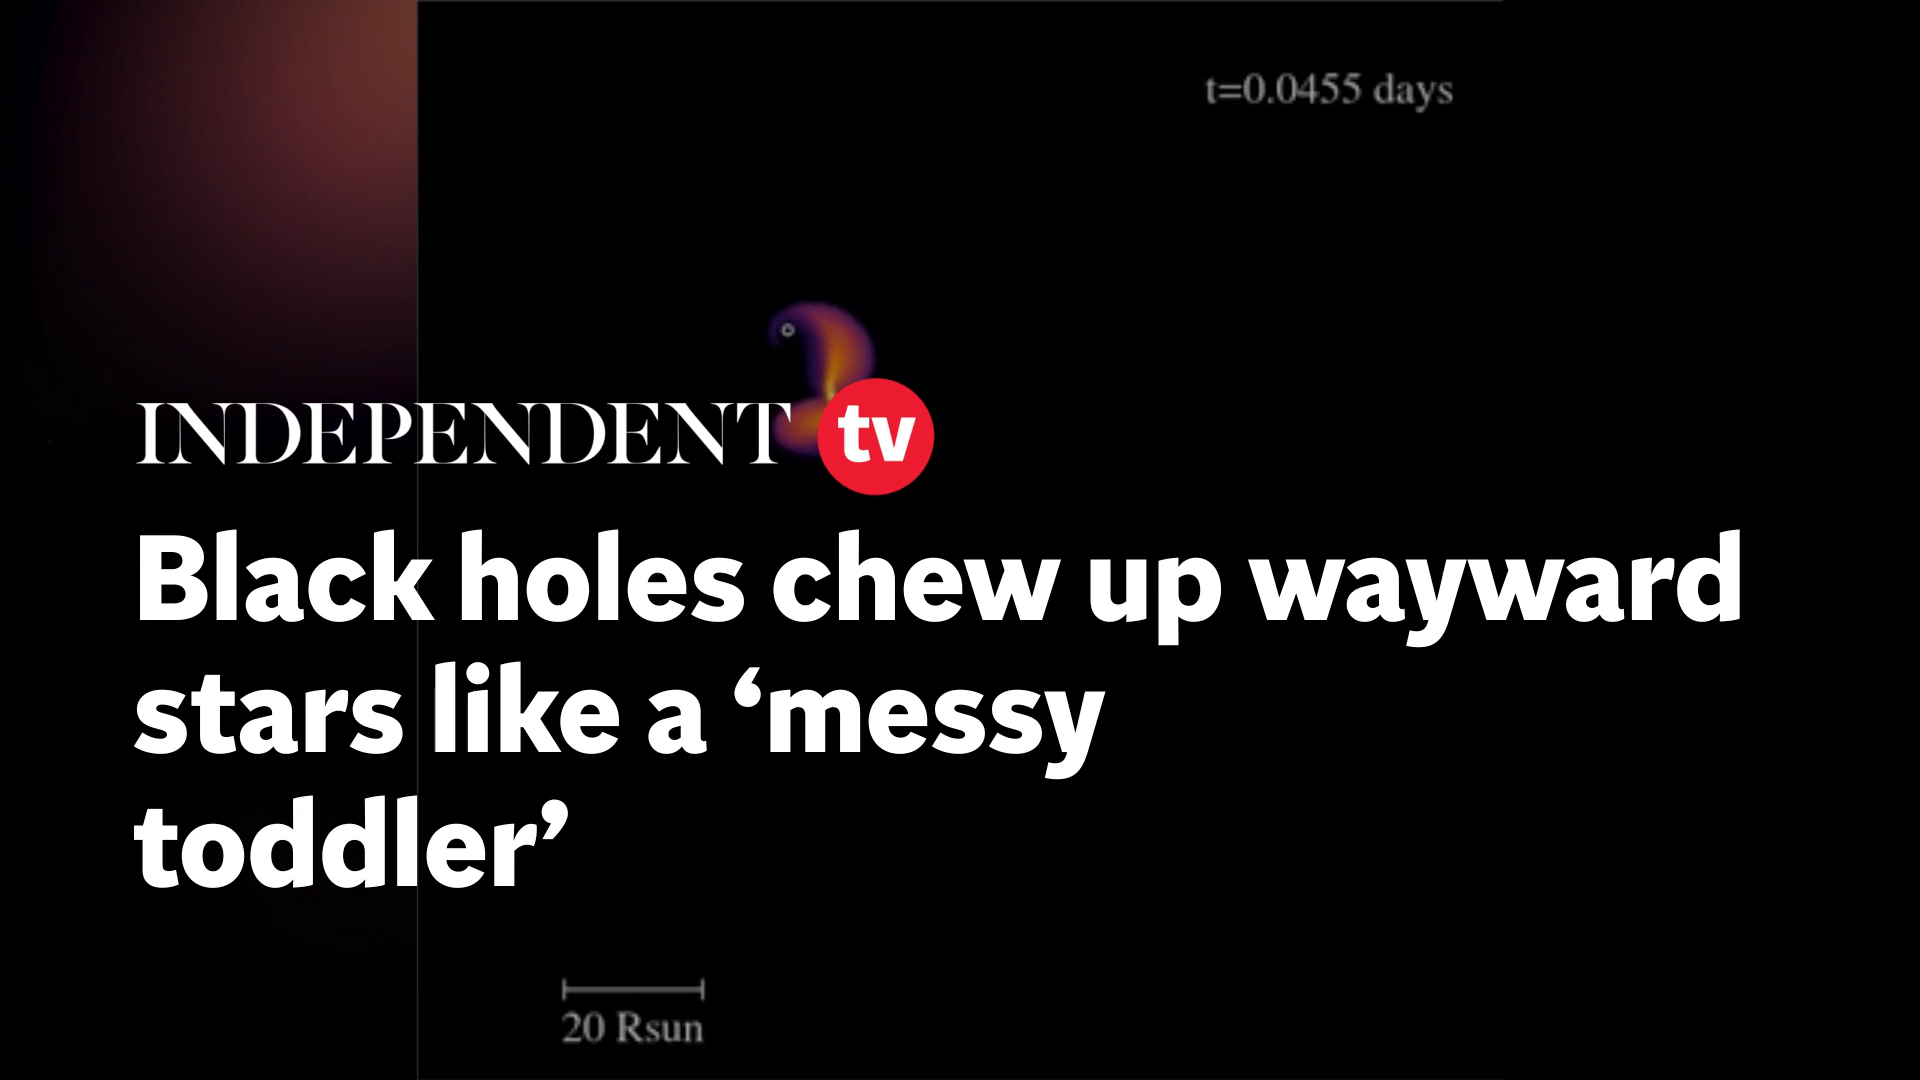 t=0.0455 days
INDEPENDENT tv
Black holes chew up wayward
stars like a ‘messy
toddler’
20 Rsun